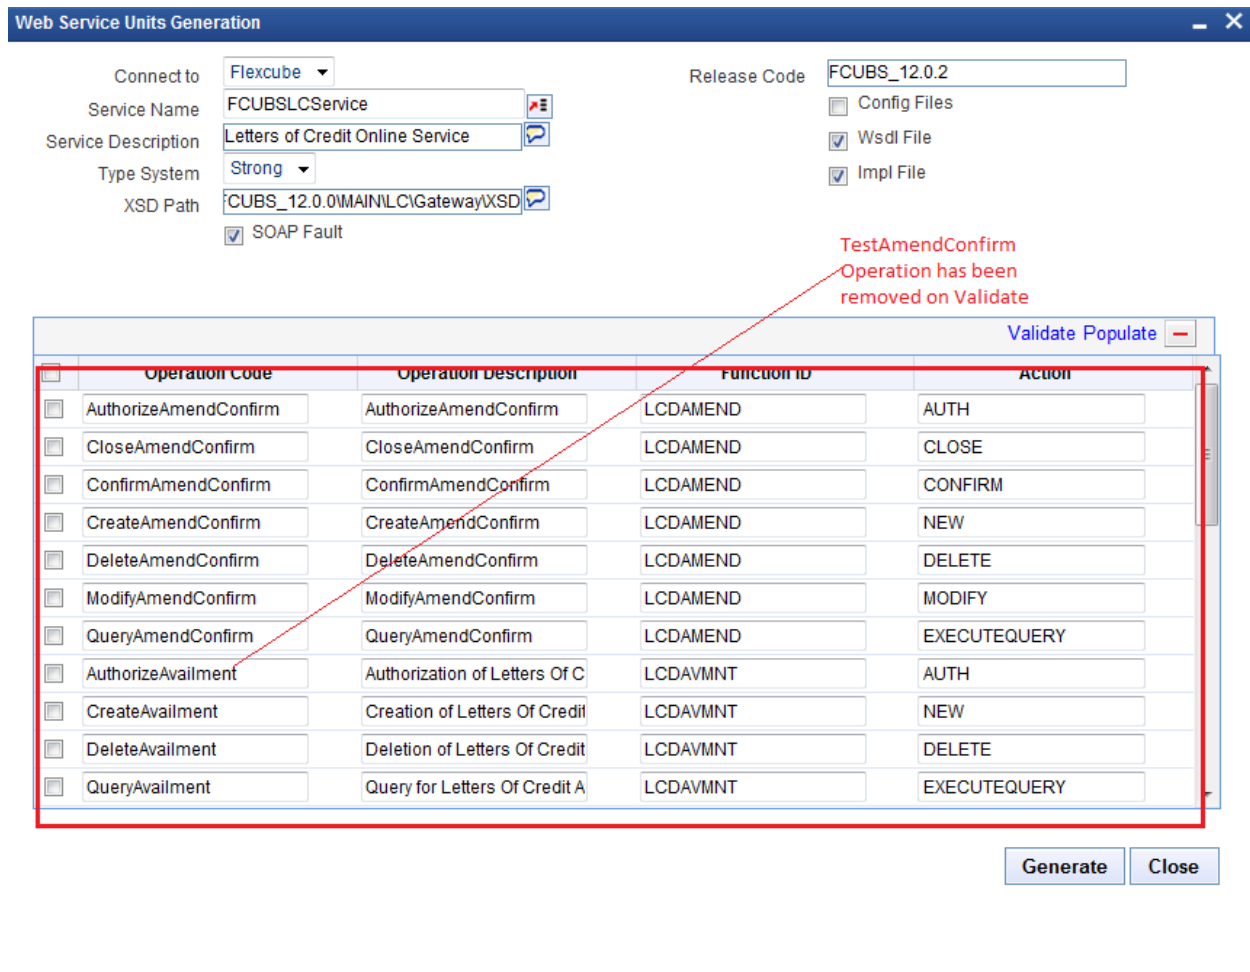 Web Service Units Generation
Connect to Flexcube Release Code FCUBS_12.0.2
Service Name FCUBSLCService Config Files
Service Description Letters of Credit Online Service Wsdl File
Type System Strong Impl File
XSD Path CUBS_12.0.0\MAIN\LC\Gateway\XSD
SOAP Fault
TestAmendConfirm
Operation has been
removed on Validate
Validate Populate
Operation Code Operation Description Function ID Action
AuthorizeAmendConfirm AuthorizeAmendConfirm LCDAMEND AUTH
CloseAmendConfirm CloseAmendConfirm LCDAMEND CLOSE
ConfirmAmendConfirm ConfirmAmendConfirm LCDAMEND CONFIRM
CreateAmendConfirm CreateAmendConfirm LCDAMEND NEW
DeleteAmendConfirm DeleteAmendConfirm LCDAMEND DELETE
ModifyAmendConfirm ModifyAmendConfirm LCDAMEND MODIFY
QueryAmendConfirm QueryAmendConfirm LCDAMEND EXECUTEQUERY
AuthorizeAvailment Authorization of Letters Of C LCDAVMNT AUTH
CreateAvailment Creation of Letters Of Credit LCDAVMNT NEW
DeleteAvailment Deletion of Letters Of Credit LCDAVMNT DELETE
QueryAvailment Query for Letters Of Credit A LCDAVMNT EXECUTEQUERY
Generate Close